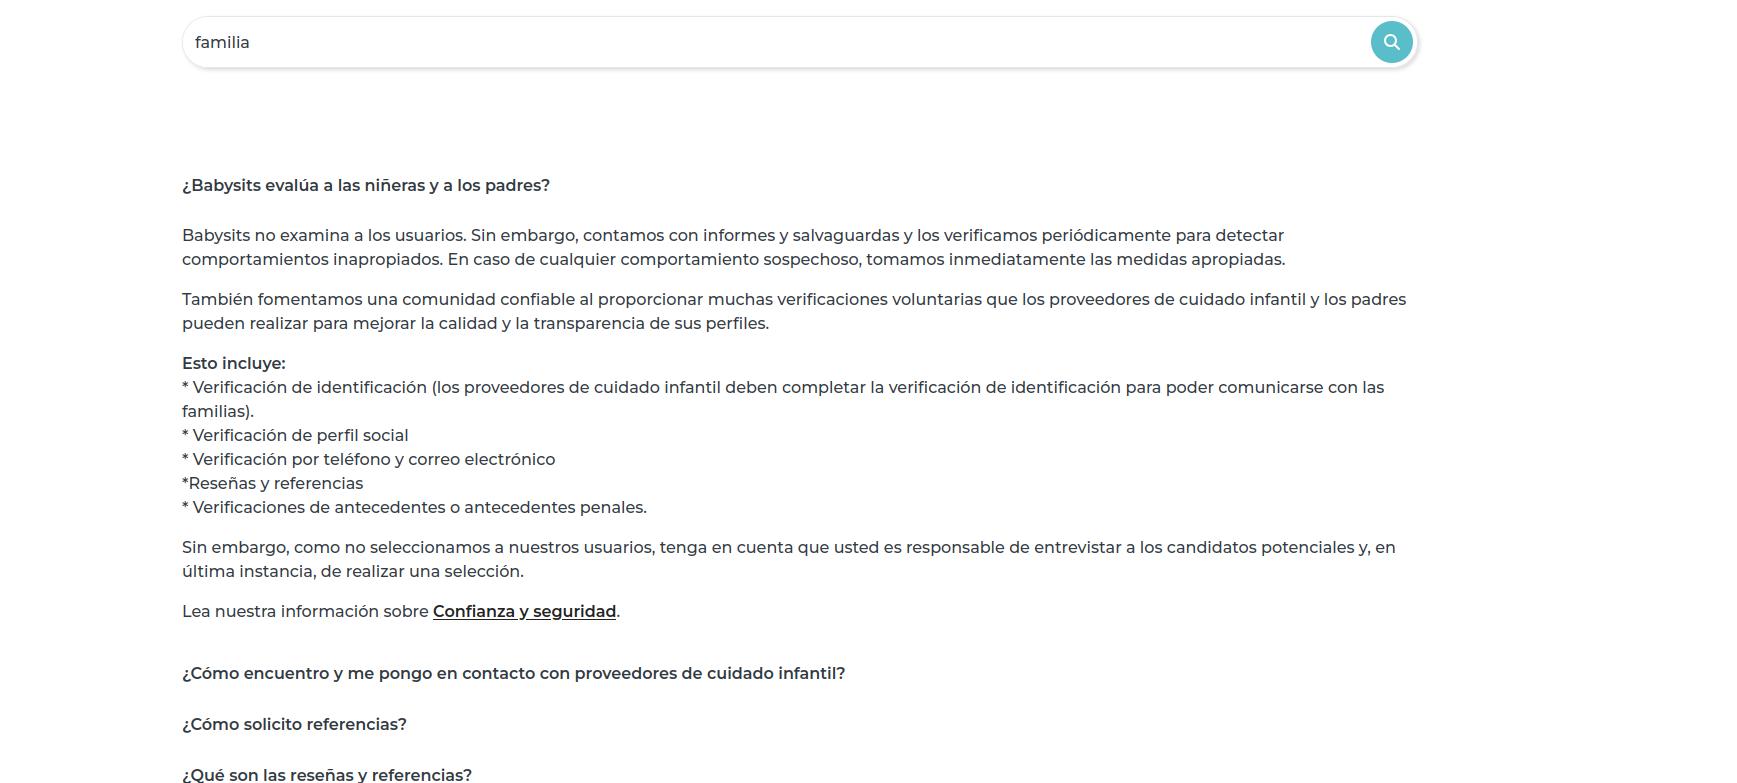 familia
¿Babysits evalúa a las niñeras y a los padres?
Babysits no examina a los usuarios. Sin embargo, contamos con informes y salvaguardas y los verificamos periódicamente para detectar
comportamientos inapropiados. En caso de cualquier comportamiento sospechoso, tomamos inmediatamente las medidas apropiadas.
También fomentamos una comunidad confiable al proporcionar muchas verificaciones voluntarias que los proveedores de cuidado infantil y los padres
pueden realizar para mejorar la calidad y la transparencia de sus perfiles.
Esto incluye:
* Verificación de identificación (los proveedores de cuidado infantil deben completar la verificación de identificación para poder comunicarse con las
familias).
* Verificación de perfil social
* Verificación por teléfono y correo electrónico
*Reseñas y referencias
* Verificaciones de antecedentes o antecedentes penales.
Sin embargo, como no seleccionamos a nuestros usuarios, tenga en cuenta que usted es responsable de entrevistar a los candidatos potenciales y, en
última instancia, de realizar una selección.
Lea nuestra información sobre Confianza y seguridad.
¿Cómo encuentro y me pongo en contacto con proveedores de cuidado infantil?
¿Cómo solicito referencias?
¿Qué son las reseñas y referencias?